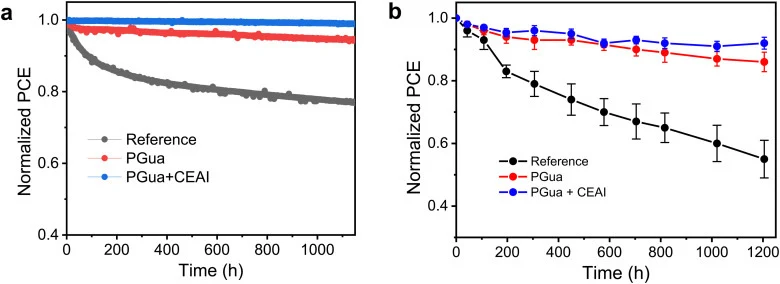 a
Normalized PCE
1.0
0.8
0.6
0.4
Reference
PGua
PGua+CEAI
0 200 400 600 800 1000
Time (h)
b
Normalized PCE
1.0
0.8
0.6
0.4
Reference
PGua
PGua + CEAI
0 200 400 600 800 1000 1200
Time (h)